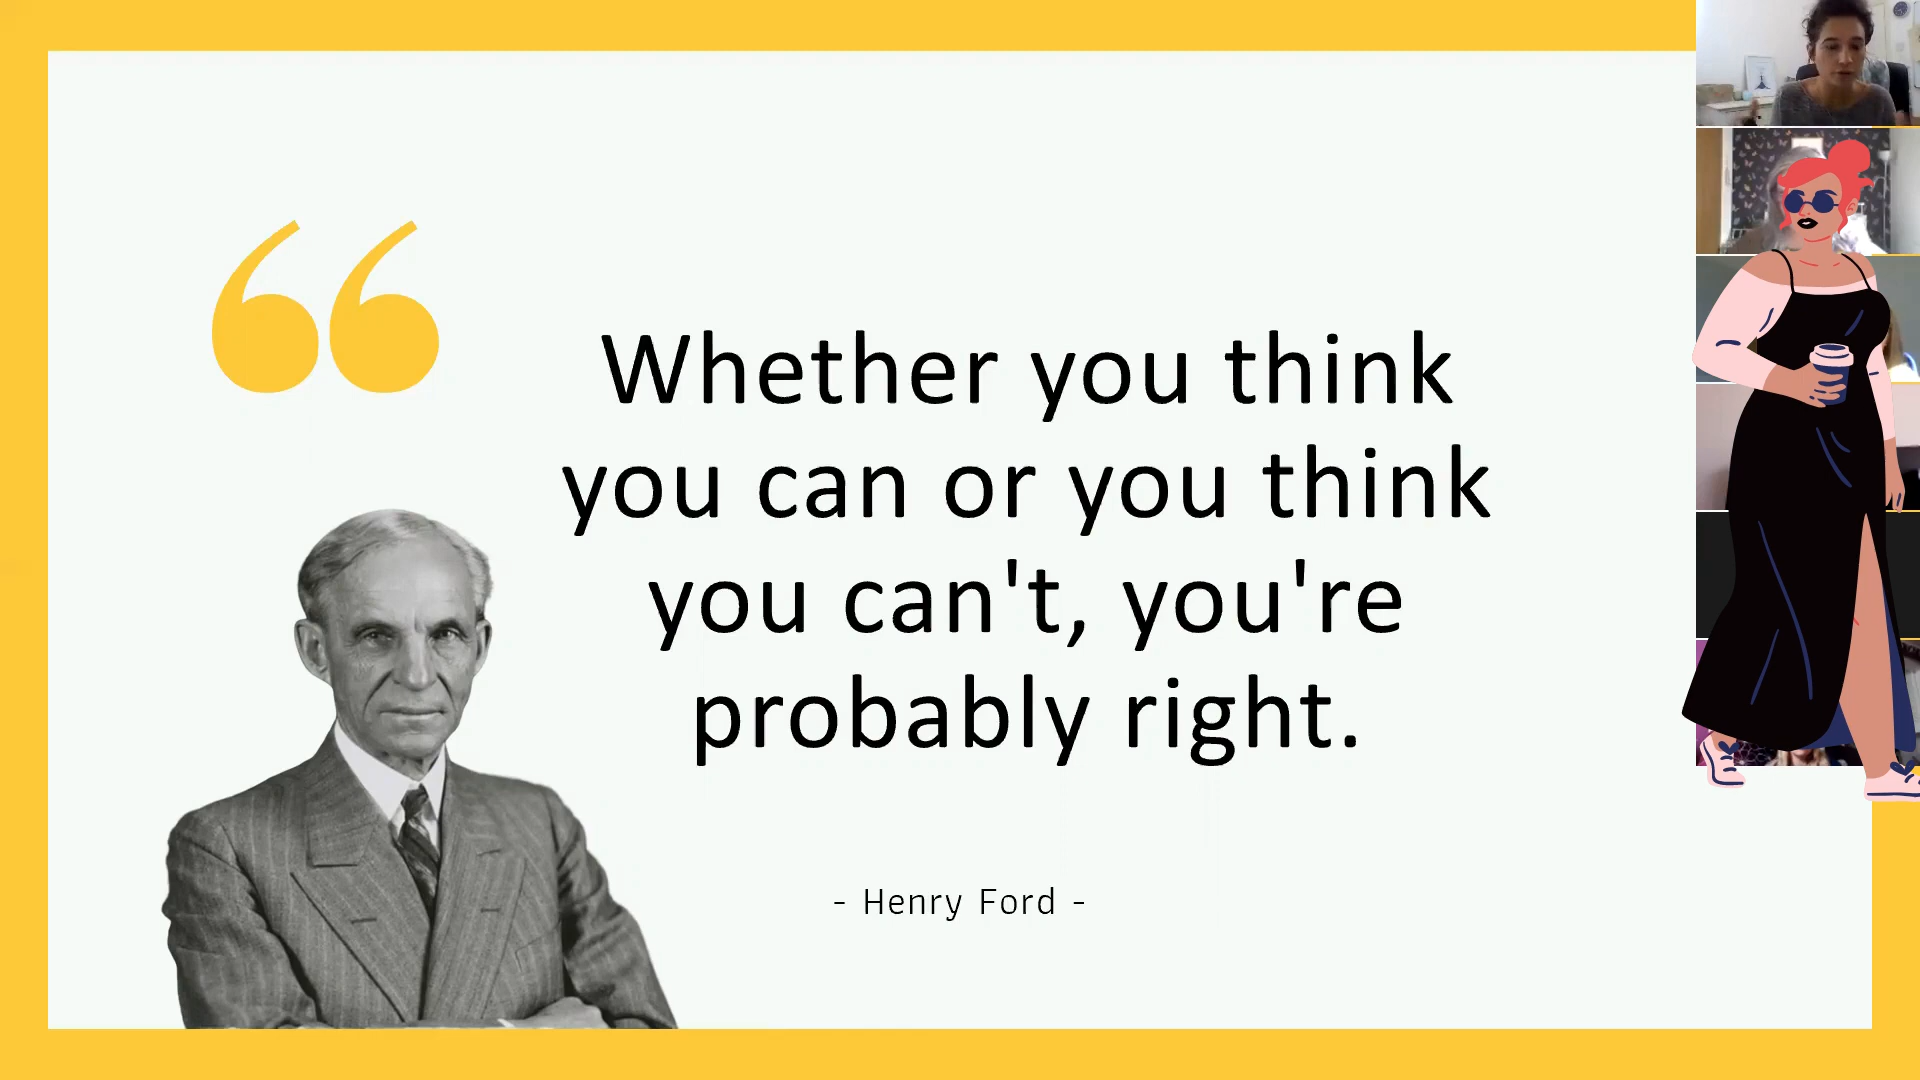 Whether you think
you can or you think
you can't, you're
probably right.
- Henry Ford -